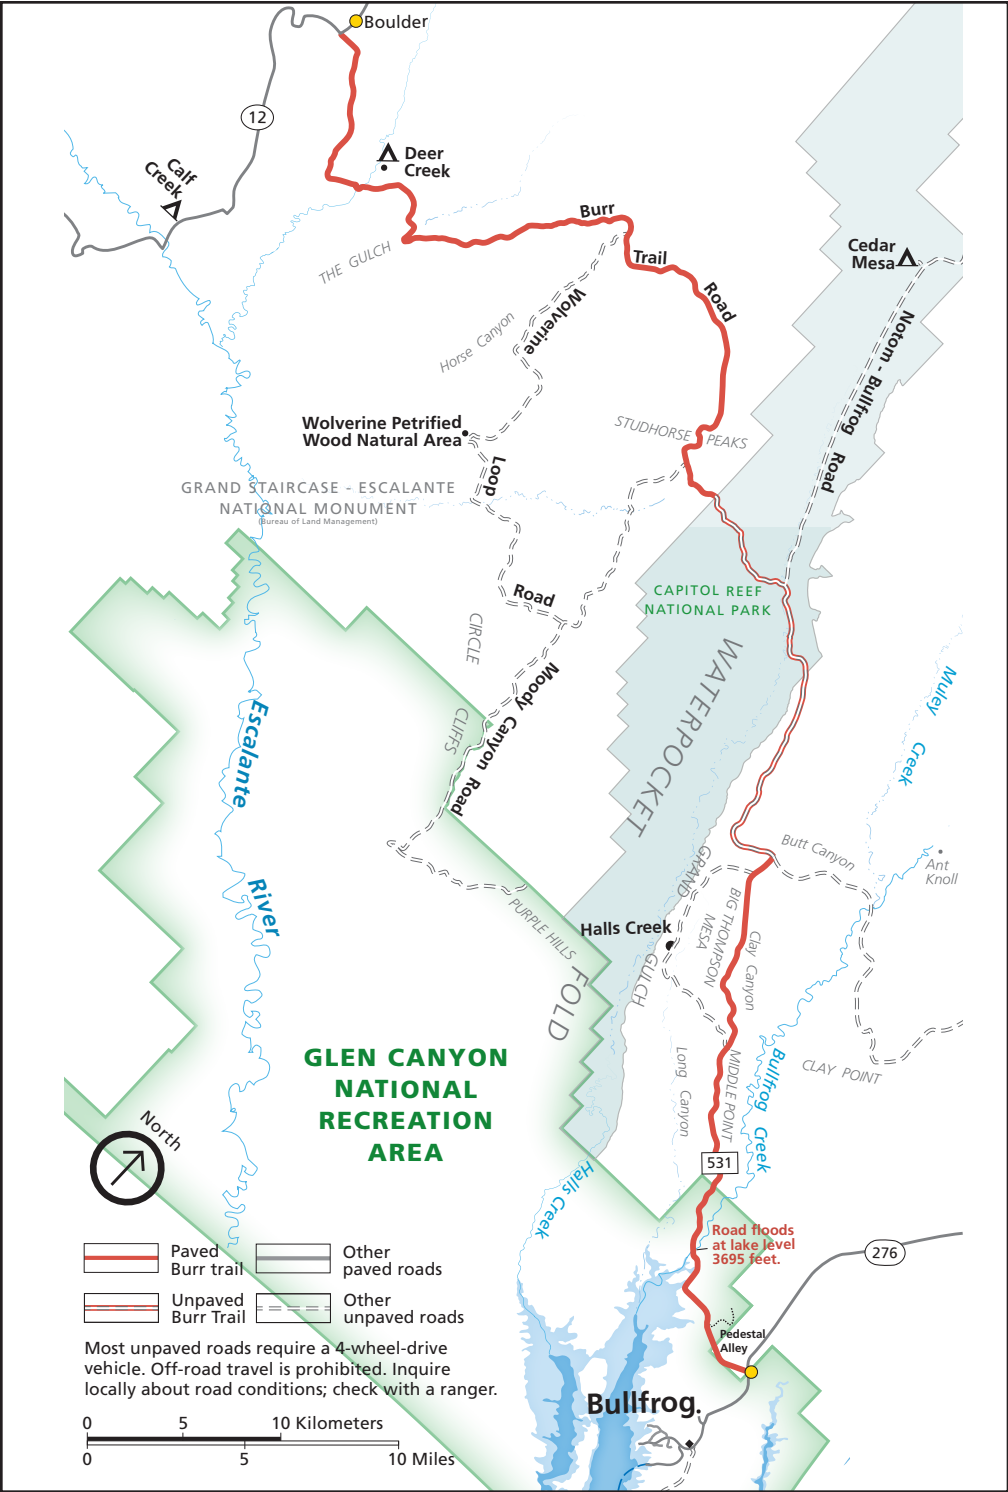 Boulder
12
Deer
Creek
Calf
Creek
Burr
Trail
Road
THE GULCH
Cedar
Mesa
Wolverine
Horse Canyon
Notom - Bullfrog
Road
Wolverine Petrified
Wood Natural Area
STUDHORSE PEAKS
Loop
GRAND STAIRCASE - ESCALANTE
NATIONAL MONUMENT
(Bureau of Land Management)
Road
CAPITOL REEF
NATIONAL PARK
CIRCLE
CLIFFS
WATERPOCKET
FOLD
Moody Canyon Road
Muley
Creek
Escalante
River
Butt Canyon
Ant
Knoll
GRAND
GULCH
BIG THOMPSON
MESA
Clay Canyon
PURPLE HILLS
Halls Creek
GLEN CANYON
NATIONAL
RECREATION
AREA
Long Canyon
MIDDLE POINT
Bullfrog Creek
CLAY POINT
North
531
Halls Creek
Road floods
at lake level
3695 feet.
276
Pedestal
Alley
Bullfrog
Paved
Burr trail
Other
paved roads
Unpaved
Burr Trail
Other
unpaved roads
Most unpaved roads require a 4-wheel-drive
vehicle. Off-road travel is prohibited. Inquire
locally about road conditions; check with a ranger.
0 5 10 Kilometers
0 5 10 Miles